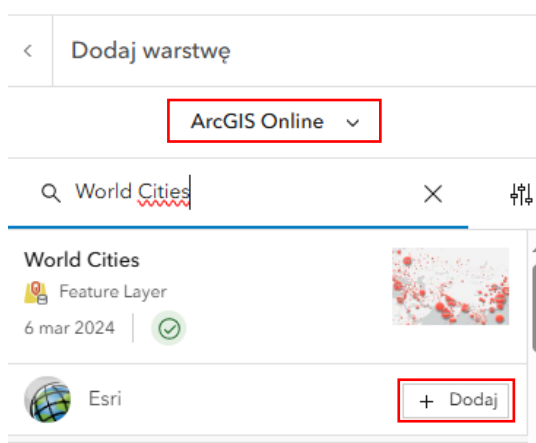 Dodaj warstwę
ArcGIS Online
World Cities
World Cities
Feature Layer
6 mar 2024
Esri
+ Dodaj